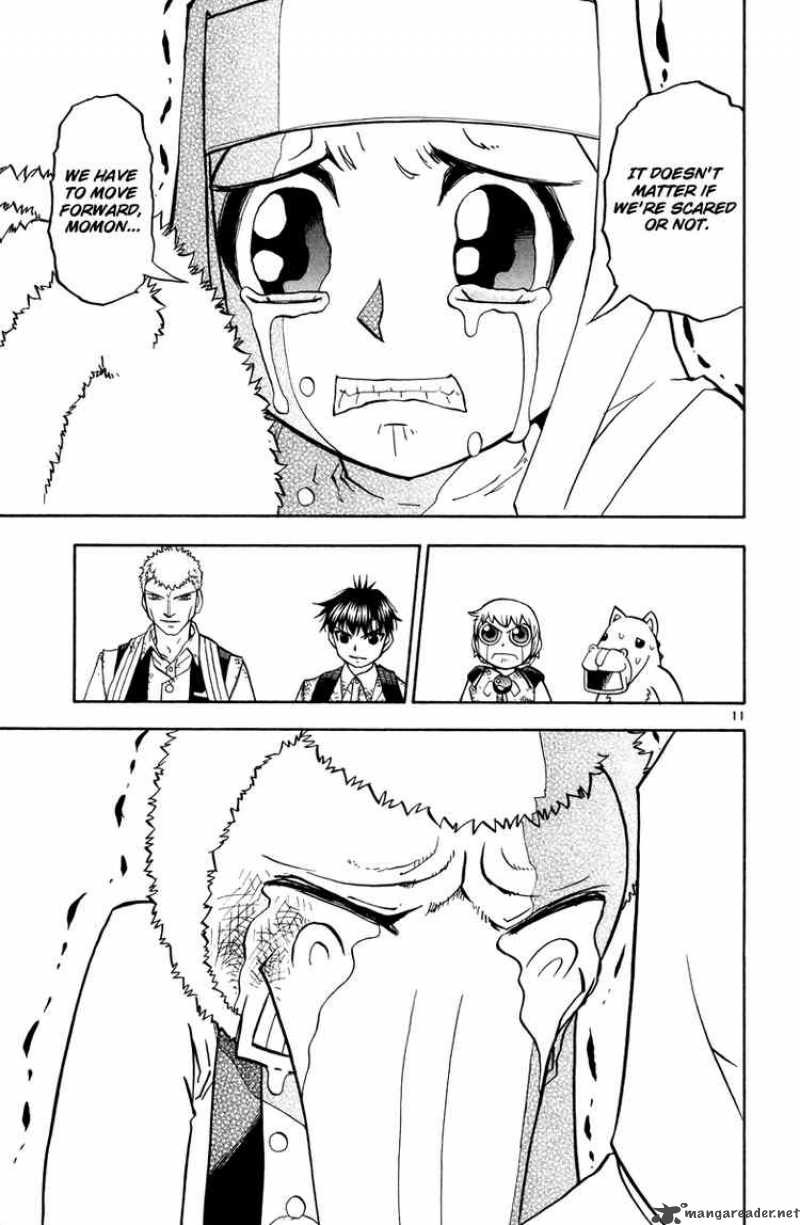 IT DOESN'T
MATTER IF
WE'RE SCARED
OR NOT.
WE HAVE
TO MOVE
FORWARD,
MOMON...
11
mangareader.net